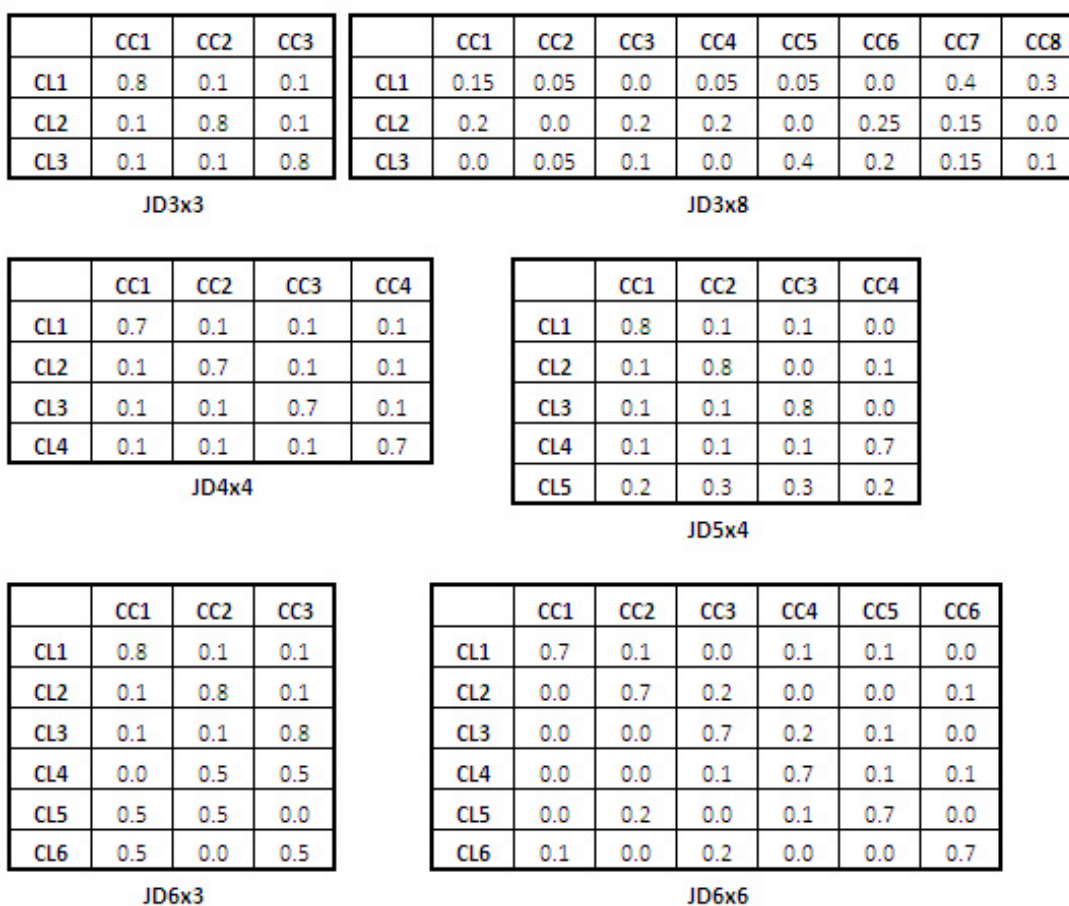 CC1 CC2 CC3
CL1 0.8 0.1 0.1
CL2 0.1 0.8 0.1
CL3 0.1 0.1 0.8
JD3x3
CC1 CC2 CC3 CC4 CC5 CC6 CC7 CC8
CL1 0.15 0.05 0.0 0.05 0.05 0.0 0.4 0.3
CL2 0.2 0.0 0.2 0.2 0.0 0.25 0.15 0.0
CL3 0.0 0.05 0.1 0.0 0.4 0.2 0.15 0.1
JD3x8
CC1 CC2 CC3 CC4
CL1 0.7 0.1 0.1 0.1
CL2 0.1 0.7 0.1 0.1
CL3 0.1 0.1 0.7 0.1
CL4 0.1 0.1 0.1 0.7
JD4x4
CC1 CC2 CC3 CC4
CL1 0.8 0.1 0.1 0.0
CL2 0.1 0.8 0.0 0.1
CL3 0.1 0.1 0.8 0.0
CL4 0.1 0.1 0.1 0.7
CL5 0.2 0.3 0.3 0.2
JD5x4
CC1 CC2 CC3
CL1 0.8 0.1 0.1
CL2 0.1 0.8 0.1
CL3 0.1 0.1 0.8
CL4 0.0 0.5 0.5
CL5 0.5 0.5 0.0
CL6 0.5 0.0 0.5
JD6x3
CC1 CC2 CC3 CC4 CC5 CC6
CL1 0.7 0.1 0.0 0.1 0.1 0.0
CL2 0.0 0.7 0.2 0.0 0.0 0.1
CL3 0.0 0.0 0.7 0.2 0.1 0.0
CL4 0.0 0.0 0.1 0.7 0.1 0.1
CL5 0.0 0.2 0.0 0.1 0.7 0.0
CL6 0.1 0.0 0.2 0.0 0.0 0.7
JD6x6